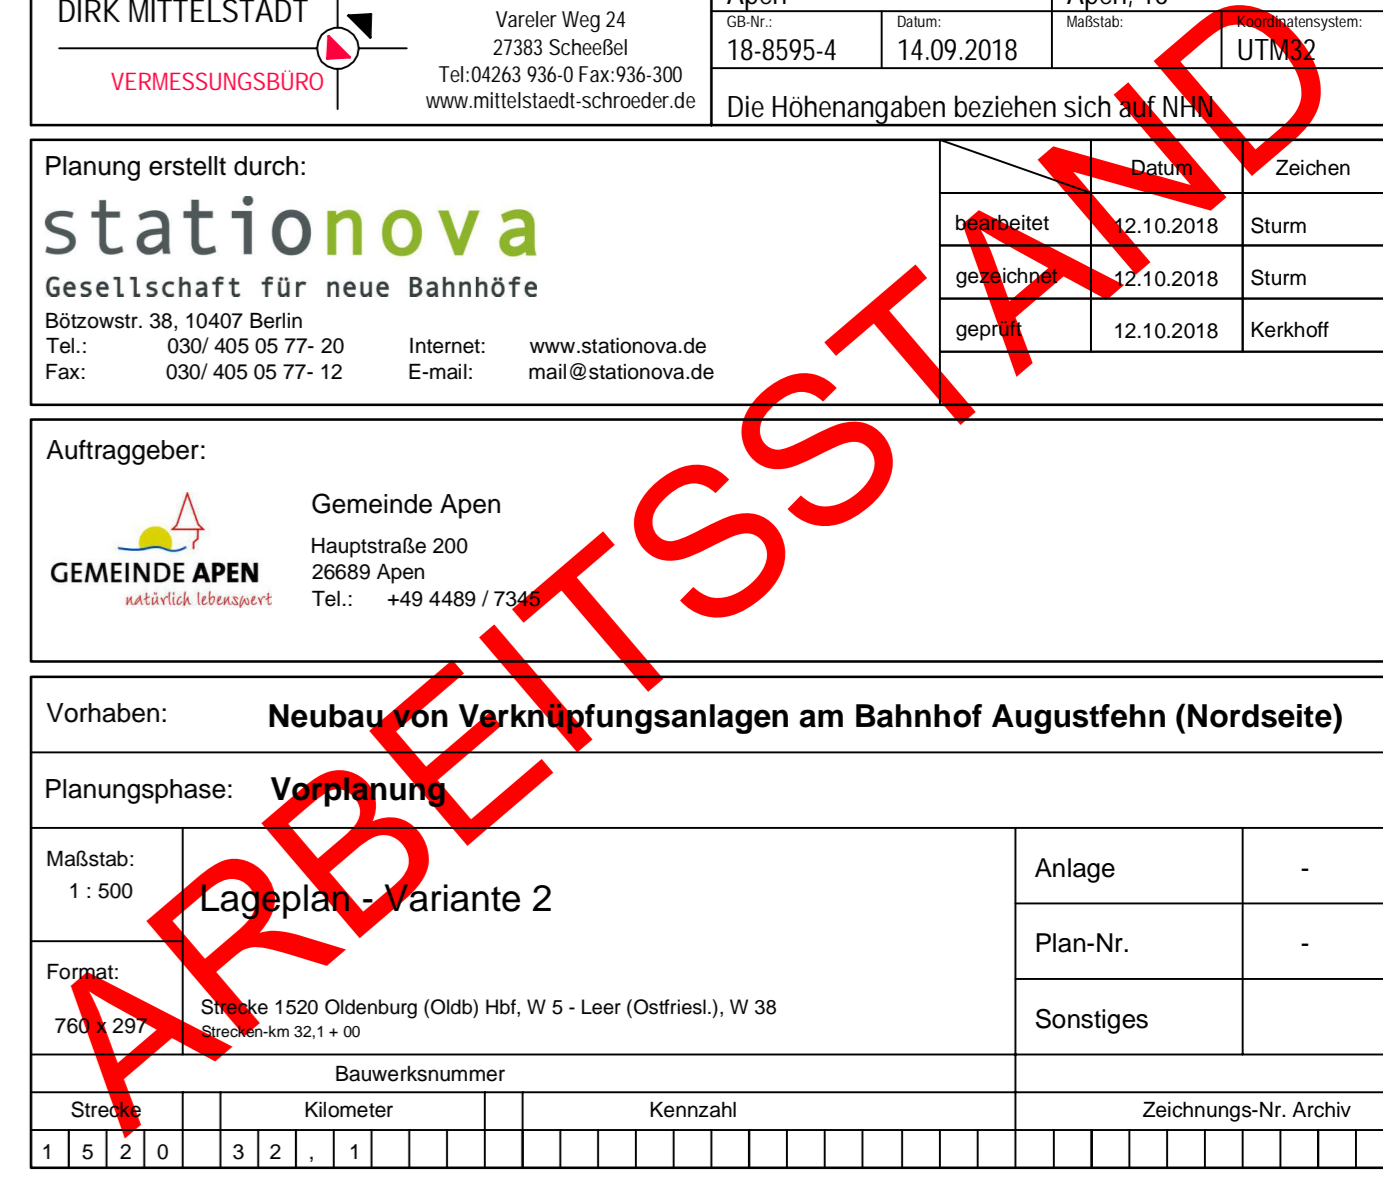 DIRK MITTELSTÄDT
VERMESSUNGSBÜRO
Vareler Weg 24
27383 Scheeßel
Tel:04263 936-0 Fax:936-300
www.mittelstaedt-schroeder.de
GB-Nr.: Datum: Maßstab: Koordinatensystem:
18-8595-4 14.09.2018 UTM32
Die Höhenangaben beziehen sich auf NHN
Planung erstellt durch:
stationova
Gesellschaft für neue Bahnhöfe
Bötzowstr. 38, 10407 Berlin
Tel.: 030/ 405 05 77- 20 Internet: www.stationova.de
Fax: 030/ 405 05 77- 12 E-mail: mail@stationova.de
Datum Zeichen
bearbeitet 12.10.2018 Sturm
gezeichnet 12.10.2018 Sturm
geprüft 12.10.2018 Kerkhoff
Auftraggeber:
GEMEINDE APEN
natürlich lebenswert
Gemeinde Apen
Hauptstraße 200
26689 Apen
Tel.: +49 4489 / 7345
Vorhaben: Neubau von Verknüpfungsanlagen am Bahnhof Augustfehn (Nordseite)
Planungsphase: Vorplanung
Maßstab:
1 : 500
Lageplan - Variante 2
Format:
760 x 297
Strecke 1520 Oldenburg (Oldb) Hbf, W 5 - Leer (Ostfriesl.), W 38
Strecken-km 32,1 + 00
Anlage -
Plan-Nr. -
Sonstiges
Bauwerksnummer
Strecke Kilometer Kennzahl Zeichnungs-Nr. Archiv
1 5 2 0 3 2 , 1
ARBEITSSTAND